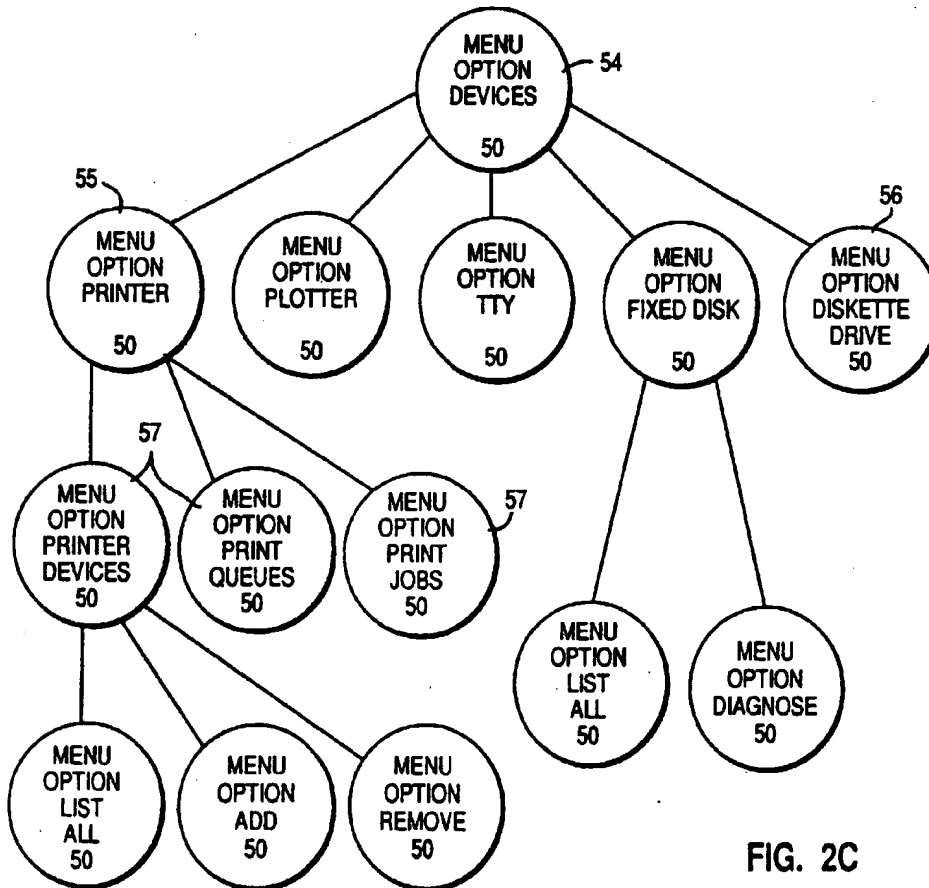 MENU
OPTION
DEVICES
50
54
55
MENU
OPTION
PRINTER
50
MENU
OPTION
PLOTTER
50
MENU
OPTION
TTY
50
MENU
OPTION
FIXED DISK
50
56
MENU
OPTION
DISKETTE
DRIVE
50
57
MENU
OPTION
PRINTER
DEVICES
50
MENU
OPTION
PRINT
QUEUES
50
MENU
OPTION
PRINT
JOBS
50
57
MENU
OPTION
LIST
ALL
50
MENU
OPTION
DIAGNOSE
50
MENU
OPTION
LIST
ALL
50
MENU
OPTION
ADD
50
MENU
OPTION
REMOVE
50
FIG. 2C